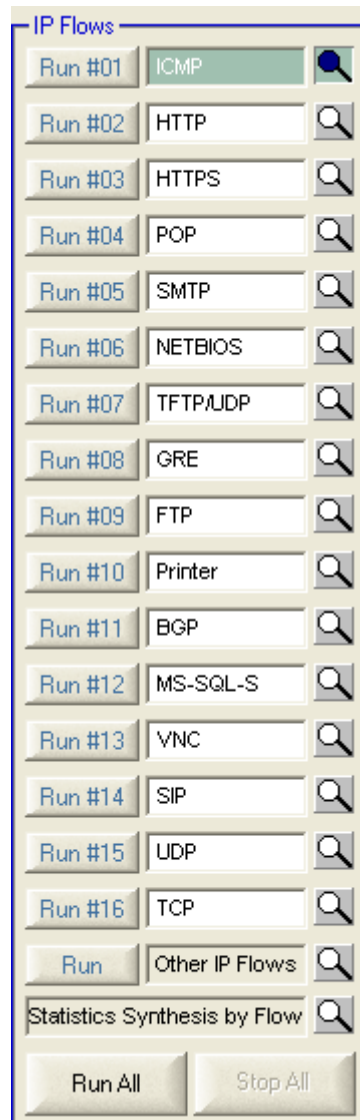 IP Flows
Run #01 ICMP
Run #02 HTTP
Run #03 HTTPS
Run #04 POP
Run #05 SMTP
Run #06 NETBIOS
Run #07 TFTP/UDP
Run #08 GRE
Run #09 FTP
Run #10 Printer
Run #11 BGP
Run #12 MS-SQL-S
Run #13 VNC
Run #14 SIP
Run #15 UDP
Run #16 TCP
Run Other IP Flows
Statistics Synthesis by Flow
Run All Stop All